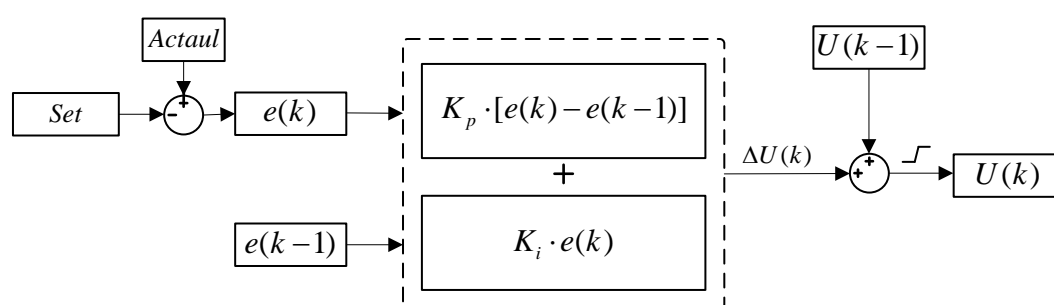 Actaul
U(k−1)
Set
−
+
e(k)
K_p·[e(k)−e(k−1)]
+
ΔU(k)
+
+
U(k)
e(k−1)
K_i·e(k)